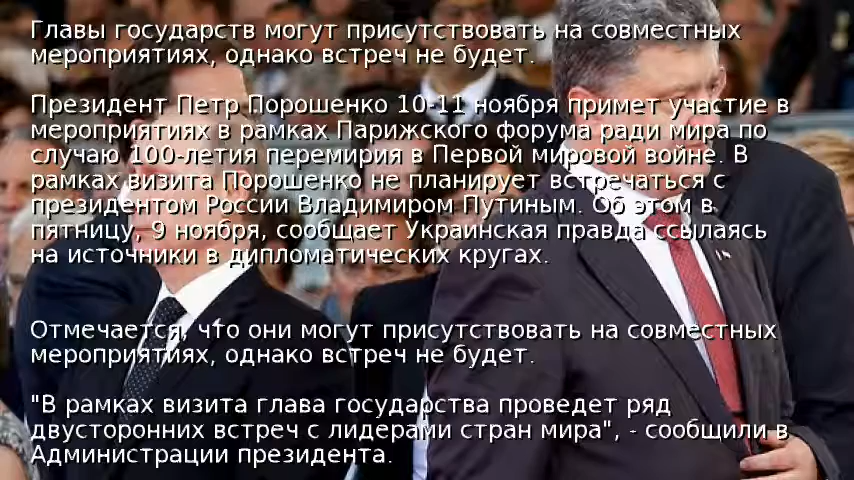 Главы государств могут присутствовать на совместных
мероприятиях, однако встреч не будет.
Президент Петр Порошенко 10-11 ноября примет участие в
мероприятиях в рамках Парижского форума ради мира по
случаю 100-летия перемирия в Первой мировой войне. В
рамках визита Порошенко не планирует встречаться с
президентом России Владимиром Путиным. Об этом в
пятницу, 9 ноября, сообщает Украинская правда ссылаясь
на источники в дипломатических кругах.
Отмечается, что они могут присутствовать на совместных
мероприятиях, однако встреч не будет.
"В рамках визита глава государства проведет ряд
двусторонних встреч с лидерами стран мира", - сообщили в
Администрации президента.